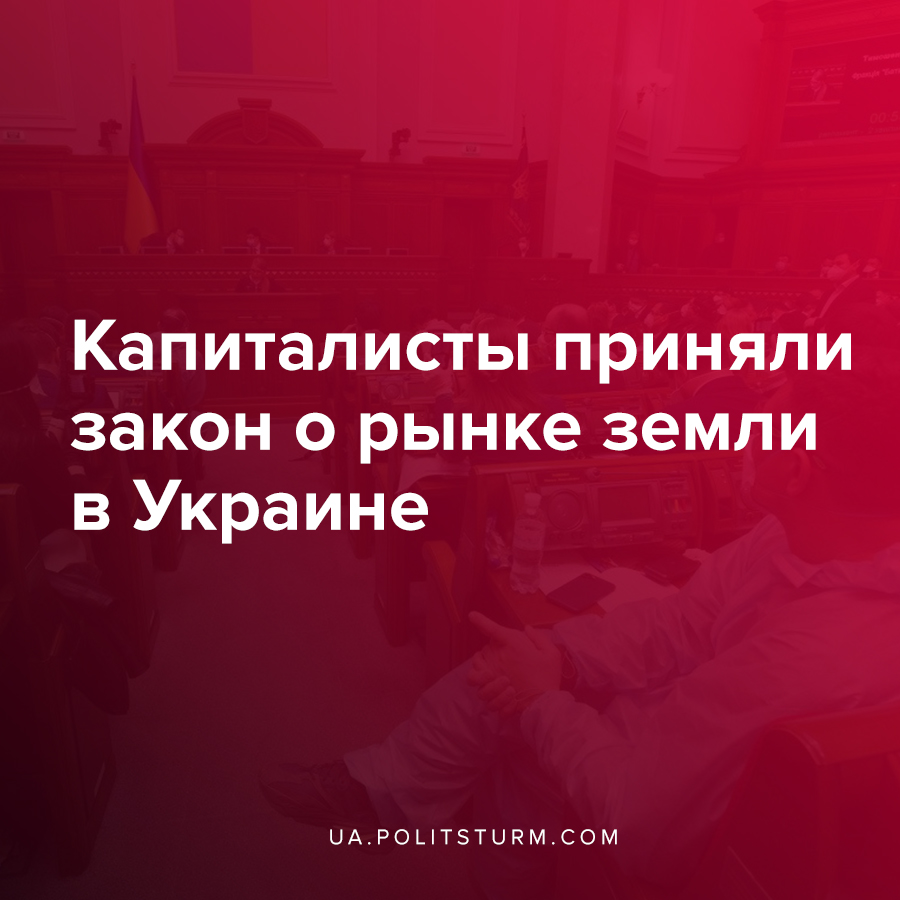 Капиталисты приняли
закон о рынке земли
в Украине
UA.POLITSTURM.COM